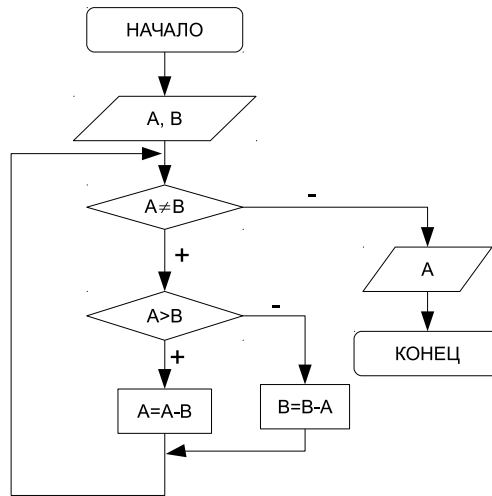 НАЧАЛО
A, B
A≠B
-
+
A
A>B
-
+
КОНЕЦ
A=A-B
B=B-A